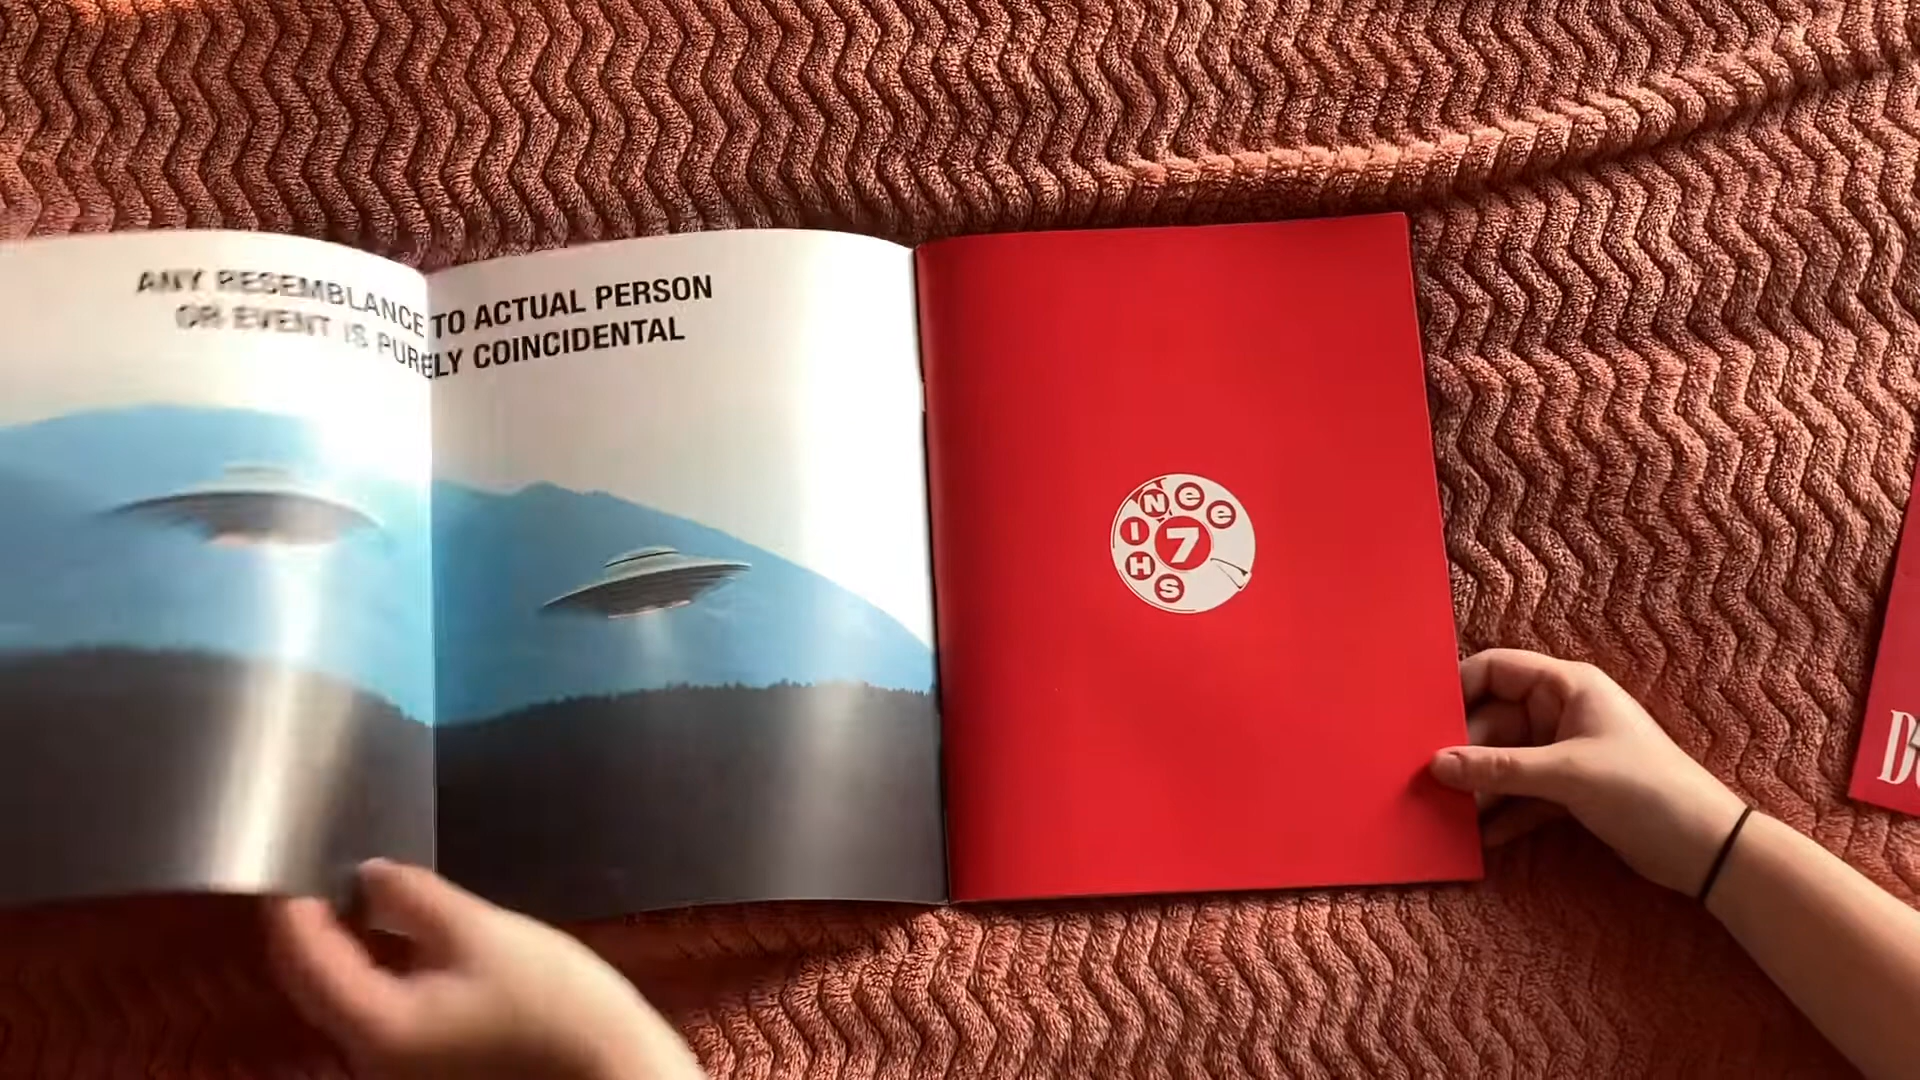 ANY RESEMBLANCE TO ACTUAL PERSON
OR EVENT IS PURELY COINCIDENTAL
N e e
I 7
H
S
D